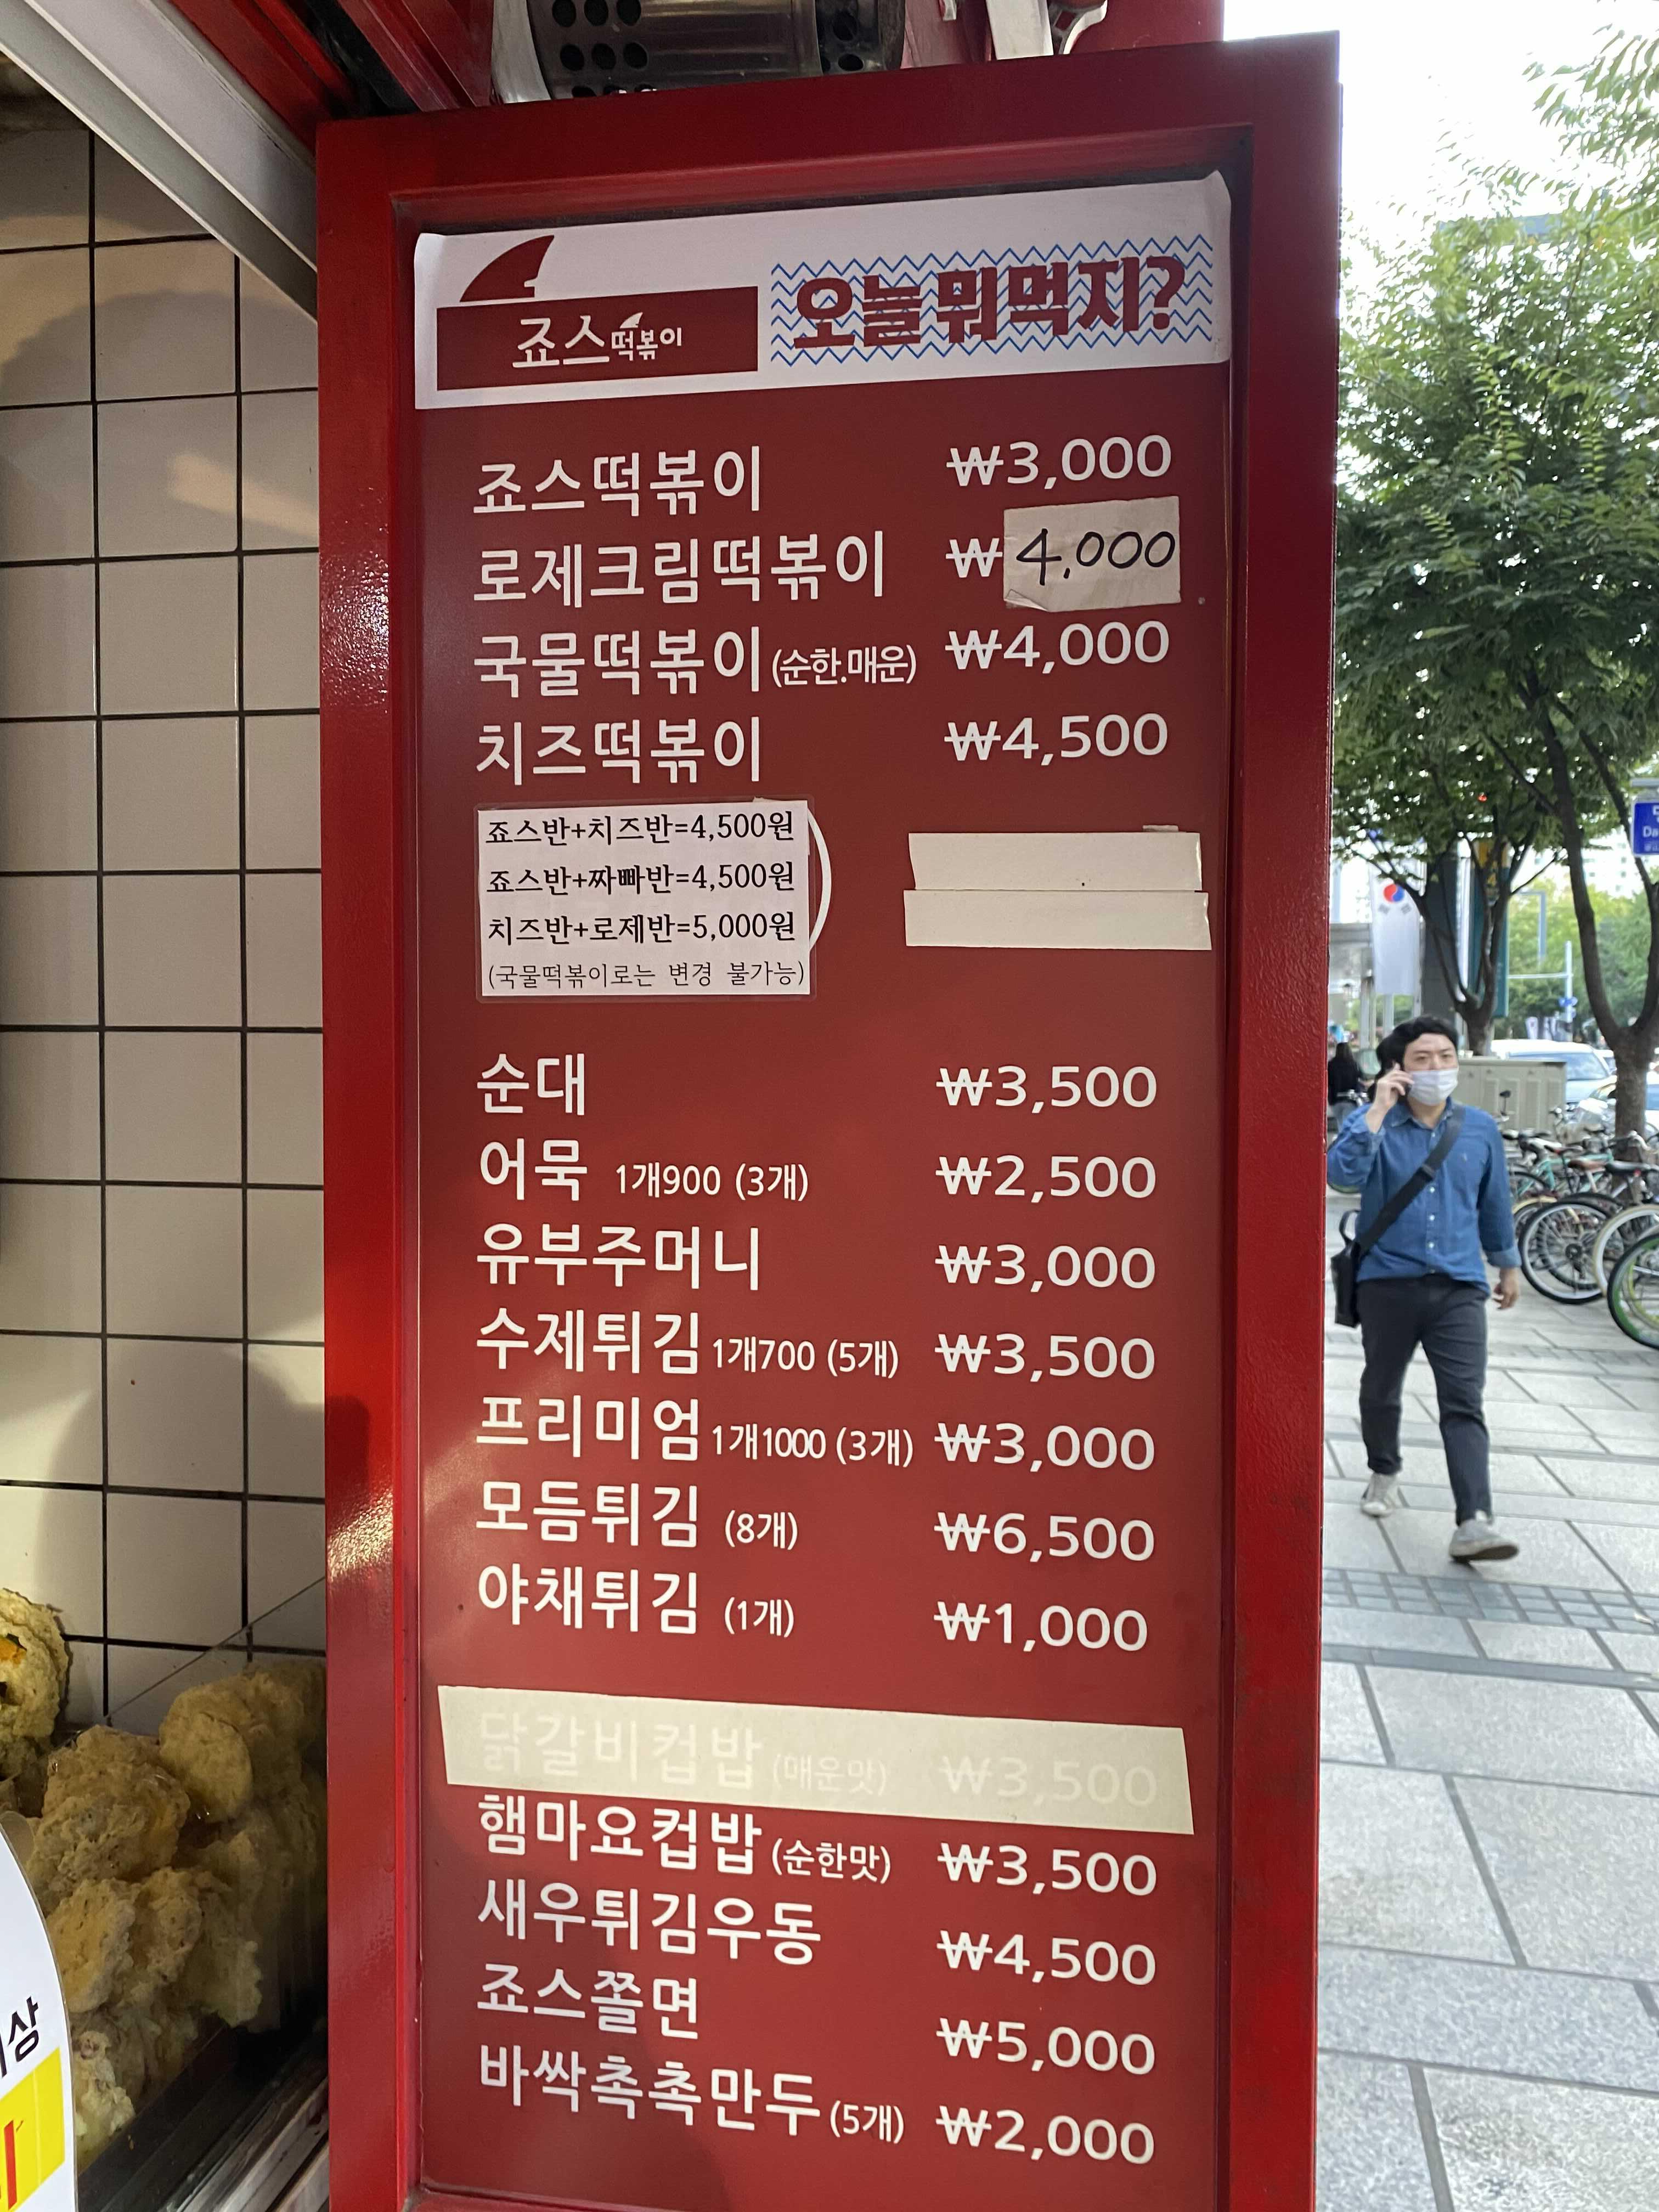 죠스떡볶이 오늘 뭐 먹지?
죠스떡볶이 ₩3,000
로제크림떡볶이 ₩4,000
국물떡볶이(순한.매운) ₩4,000
치즈떡볶이 ₩4,500
죠스반+치즈반=4,500원
죠스반+짜빠반=4,500원
치즈반+로제반=5,000원
(국물떡볶이로는 변경 불가능)
순대 ₩3,500
어묵 1개900 (3개) ₩2,500
유부주머니 ₩3,000
수제튀김 1개700 (5개) ₩3,500
프리미엄 1개1000 (3개) ₩3,000
모듬튀김 (8개) ₩6,500
야채튀김 (1개) ₩1,000
닭갈비컵밥 (매운맛) ₩3,500
햄마요컵밥 (순한맛) ₩3,500
새우튀김우동 ₩4,500
죠스쫄면 ₩5,000
바싹촉촉만두 (5개) ₩2,000
상
Da